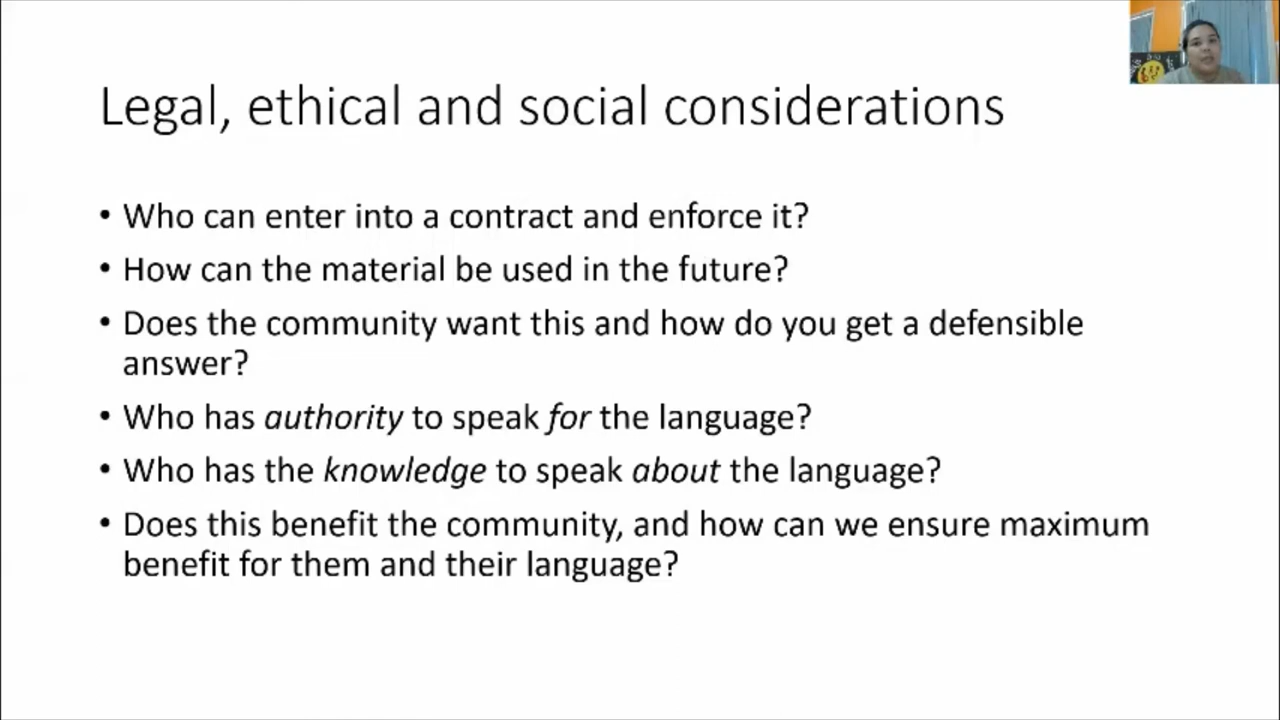 Legal, ethical and social considerations
• Who can enter into a contract and enforce it?
• How can the material be used in the future?
• Does the community want this and how do you get a defensible
answer?
• Who has authority to speak for the language?
• Who has the knowledge to speak about the language?
• Does this benefit the community, and how can we ensure maximum
benefit for them and their language?